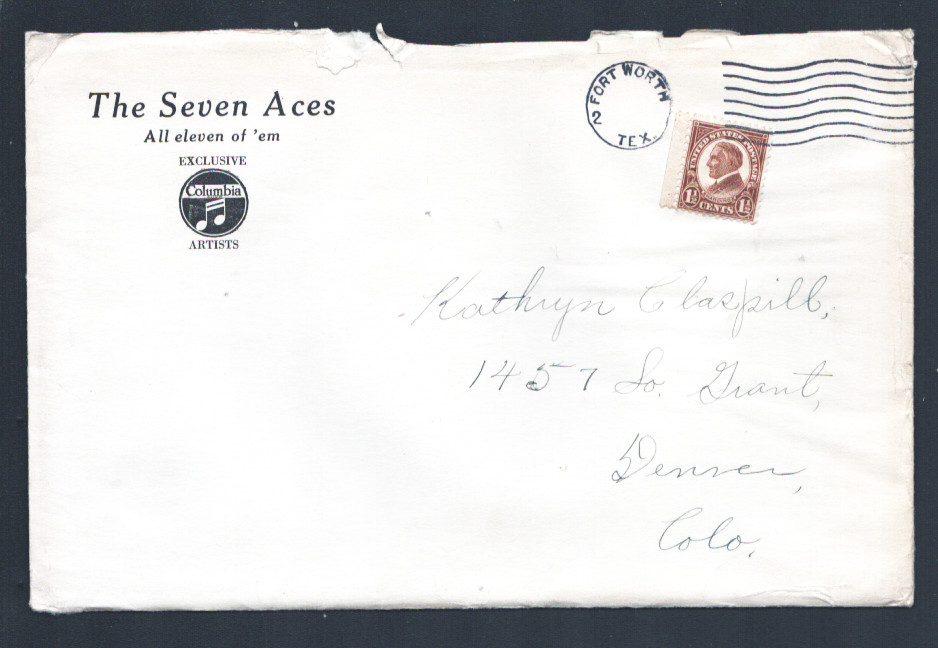 The Seven Aces
All eleven of 'em
EXCLUSIVE
Columbia
ARTISTS
FORT WORTH
2
TEX.
UNITED STATES POSTAGE
1½ CENTS 1½
Kathryn Claspill,
1457 So. Grant,
Denver,
Colo.